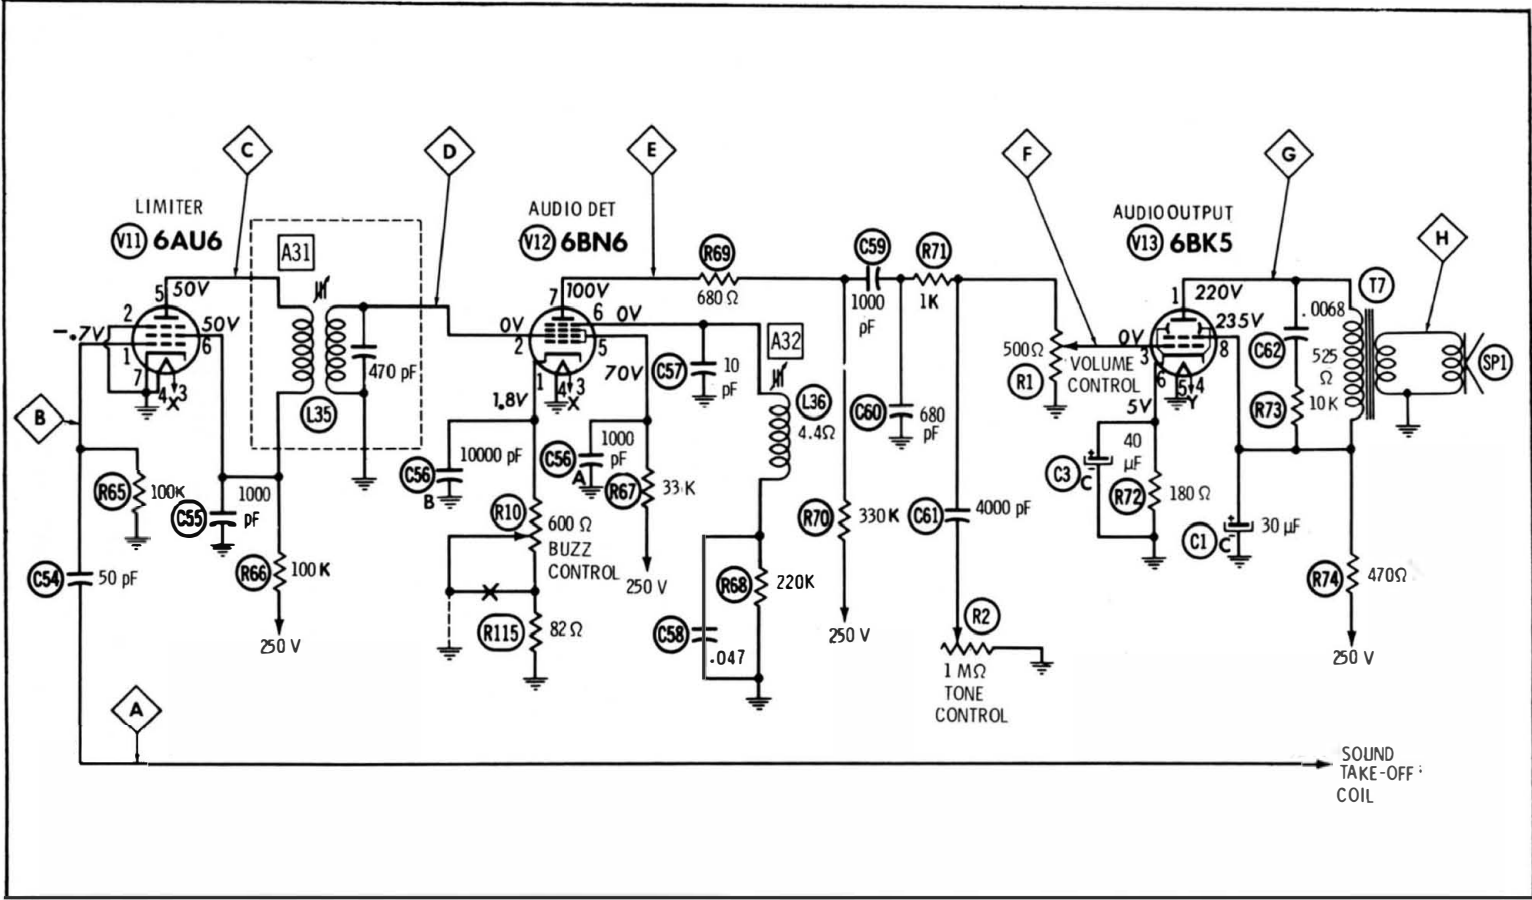 C
D
E
F
G
H
LIMITER
V11 6AU6
A31
AUDIO DET
V12 6BN6
R69
680 Ω
C59
1000
pF
R71
1K
AUDIO OUTPUT
V13 6BK5
T7
5
50V
2
-.7V
50V
1
6
7
4
3
X
470 pF
L35
7
100V
6
0V
0V
2
5
70V
1
4
3
X
1.8V
C57
10
pF
A32
L36
4.4Ω
C60
680
pF
500Ω
R1
0V
VOLUME
CONTROL
1
220V
235V
3
8
6
5
4
Y
5V
.0068
C62
525
Ω
R73
10 K
SP1
B
R65
100K
C55
1000
pF
C56
B
10000 pF
C56
A
1000
pF
R67
33 K
R10
600 Ω
BUZZ
CONTROL
R70
330 K
C61
4000 pF
C3
C
40
µF
R72
180 Ω
C1
C
30 µF
C54
50 pF
R66
100 K
250 V
X
R115
82 Ω
250 V
R68
220K
C58
.047
250 V
R2
1 MΩ
TONE
CONTROL
R74
470Ω
250 V
A
SOUND
TAKE-OFF
COIL
+
-
+
-